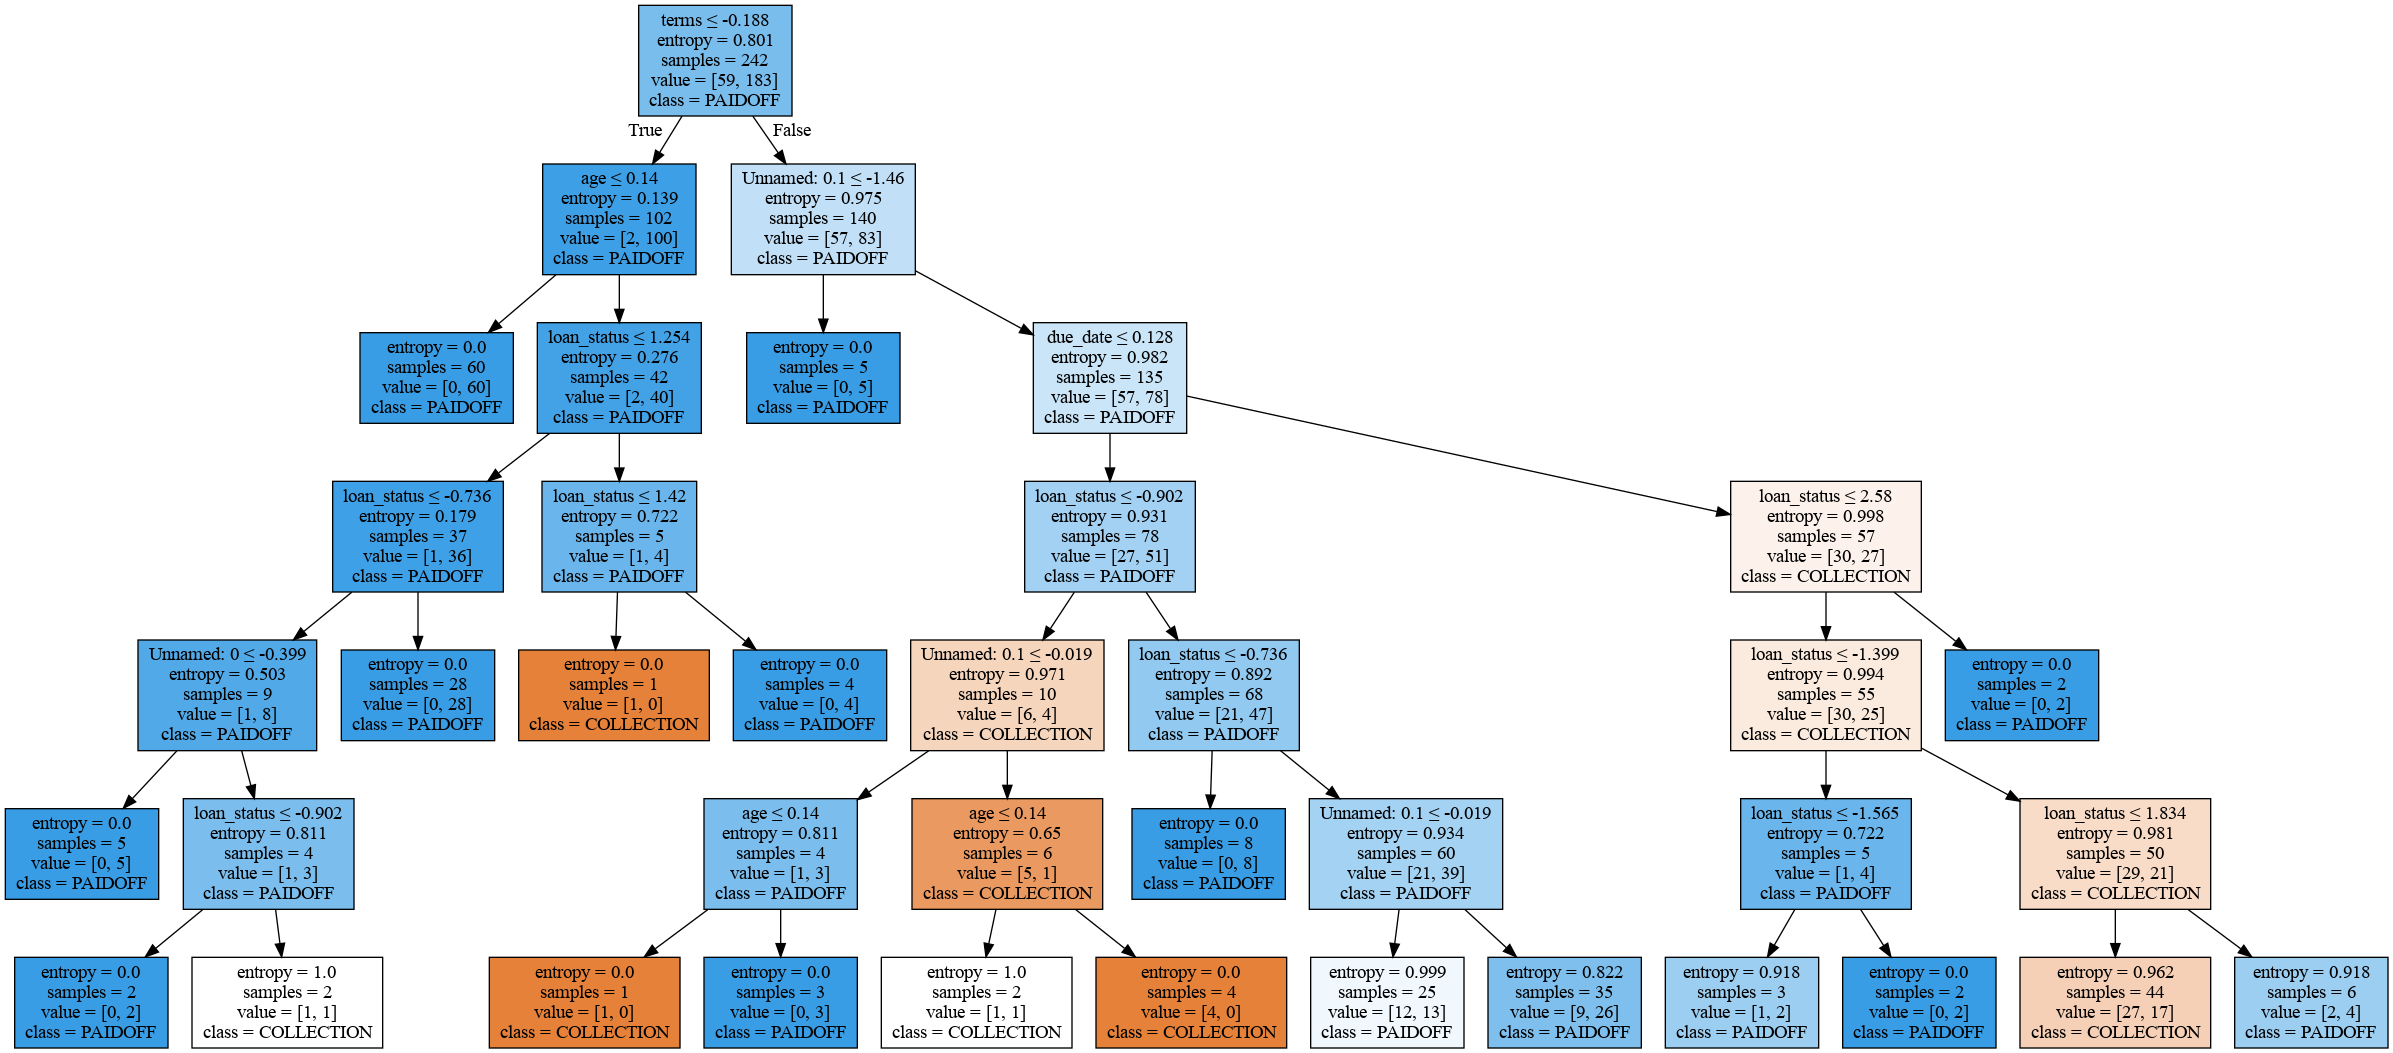 terms ≤ -0.188
entropy = 0.801
samples = 242
value = [59, 183]
class = PAIDOFF
True
False
age ≤ 0.14
entropy = 0.139
samples = 102
value = [2, 100]
class = PAIDOFF
Unnamed: 0.1 ≤ -1.46
entropy = 0.975
samples = 140
value = [57, 83]
class = PAIDOFF
entropy = 0.0
samples = 60
value = [0, 60]
class = PAIDOFF
loan_status ≤ 1.254
entropy = 0.276
samples = 42
value = [2, 40]
class = PAIDOFF
entropy = 0.0
samples = 5
value = [0, 5]
class = PAIDOFF
due_date ≤ 0.128
entropy = 0.982
samples = 135
value = [57, 78]
class = PAIDOFF
loan_status ≤ -0.736
entropy = 0.179
samples = 37
value = [1, 36]
class = PAIDOFF
loan_status ≤ 1.42
entropy = 0.722
samples = 5
value = [1, 4]
class = PAIDOFF
loan_status ≤ -0.902
entropy = 0.931
samples = 78
value = [27, 51]
class = PAIDOFF
loan_status ≤ 2.58
entropy = 0.998
samples = 57
value = [30, 27]
class = COLLECTION
Unnamed: 0 ≤ -0.399
entropy = 0.503
samples = 9
value = [1, 8]
class = PAIDOFF
entropy = 0.0
samples = 28
value = [0, 28]
class = PAIDOFF
entropy = 0.0
samples = 1
value = [1, 0]
class = COLLECTION
entropy = 0.0
samples = 4
value = [0, 4]
class = PAIDOFF
Unnamed: 0.1 ≤ -0.019
entropy = 0.971
samples = 10
value = [6, 4]
class = COLLECTION
loan_status ≤ -0.736
entropy = 0.892
samples = 68
value = [21, 47]
class = PAIDOFF
loan_status ≤ -1.399
entropy = 0.994
samples = 55
value = [30, 25]
class = COLLECTION
entropy = 0.0
samples = 2
value = [0, 2]
class = PAIDOFF
entropy = 0.0
samples = 5
value = [0, 5]
class = PAIDOFF
loan_status ≤ -0.902
entropy = 0.811
samples = 4
value = [1, 3]
class = PAIDOFF
age ≤ 0.14
entropy = 0.811
samples = 4
value = [1, 3]
class = PAIDOFF
age ≤ 0.14
entropy = 0.65
samples = 6
value = [5, 1]
class = COLLECTION
entropy = 0.0
samples = 8
value = [0, 8]
class = PAIDOFF
Unnamed: 0.1 ≤ -0.019
entropy = 0.934
samples = 60
value = [21, 39]
class = PAIDOFF
loan_status ≤ -1.565
entropy = 0.722
samples = 5
value = [1, 4]
class = PAIDOFF
loan_status ≤ 1.834
entropy = 0.981
samples = 50
value = [29, 21]
class = COLLECTION
entropy = 0.0
samples = 2
value = [0, 2]
class = PAIDOFF
entropy = 1.0
samples = 2
value = [1, 1]
class = COLLECTION
entropy = 0.0
samples = 1
value = [1, 0]
class = COLLECTION
entropy = 0.0
samples = 3
value = [0, 3]
class = PAIDOFF
entropy = 1.0
samples = 2
value = [1, 1]
class = COLLECTION
entropy = 0.0
samples = 4
value = [4, 0]
class = COLLECTION
entropy = 0.999
samples = 25
value = [12, 13]
class = PAIDOFF
entropy = 0.822
samples = 35
value = [9, 26]
class = PAIDOFF
entropy = 0.918
samples = 3
value = [1, 2]
class = PAIDOFF
entropy = 0.0
samples = 2
value = [0, 2]
class = PAIDOFF
entropy = 0.962
samples = 44
value = [27, 17]
class = COLLECTION
entropy = 0.918
samples = 6
value = [2, 4]
class = PAIDOFF